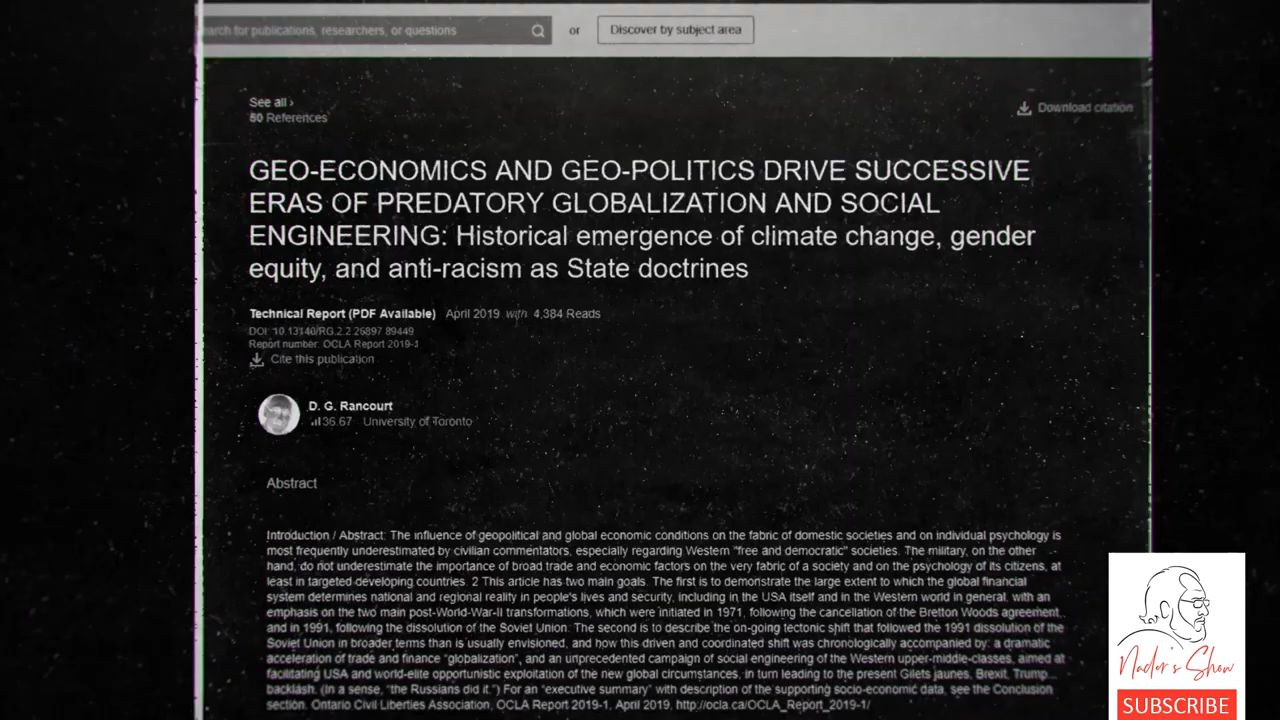 earch for publications, researchers, or questions
or
Discover by subject area
See all ›
80 References
Download citation
GEO-ECONOMICS AND GEO-POLITICS DRIVE SUCCESSIVE
ERAS OF PREDATORY GLOBALIZATION AND SOCIAL
ENGINEERING: Historical emergence of climate change, gender
equity, and anti-racism as State doctrines
Technical Report (PDF Available) April 2019 with 4,384 Reads
DOI: 10.13140/RG.2.2.26897.89449
Report number: OCLA Report 2019-1
Cite this publication
D. G. Rancourt
36.67 University of Toronto
Abstract
Introduction / Abstract: The influence of geopolitical and global economic conditions on the fabric of domestic societies and on individual psychology is
most frequently underestimated by civilian commentators, especially regarding Western "free and democratic" societies. The military, on the other
hand, do not underestimate the importance of broad trade and economic factors on the very fabric of a society and on the psychology of its citizens, at
least in targeted developing countries. 2 This article has two main goals. The first is to demonstrate the large extent to which the global financial
system determines national and regional reality in people's lives and security, including in the USA itself and in the Western world in general, with an
emphasis on the two main post-World-War-II transformations, which were initiated in 1971, following the cancellation of the Bretton Woods agreement,
and in 1991, following the dissolution of the Soviet Union. The second is to describe the on-going tectonic shift that followed the 1991 dissolution of the
Soviet Union in broader terms than is usually envisioned, and how this driven and coordinated shift was chronologically accompanied by: a dramatic
acceleration of trade and finance "globalization", and an unprecedented campaign of social engineering of the Western upper-middle-classes, aimed at
facilitating USA and world-elite opportunistic exploitation of the new global circumstances, in turn leading to the present Gilets jaunes, Brexit, Trump...
backlash. (In a sense, "the Russians did it.") For an "executive summary" with description of the supporting socio-economic data, see the Conclusion
section. Ontario Civil Liberties Association, OCLA Report 2019-1, April 2019, http://ocla.ca/OCLA_Report_2019-1/
Nader's Show
SUBSCRIBE